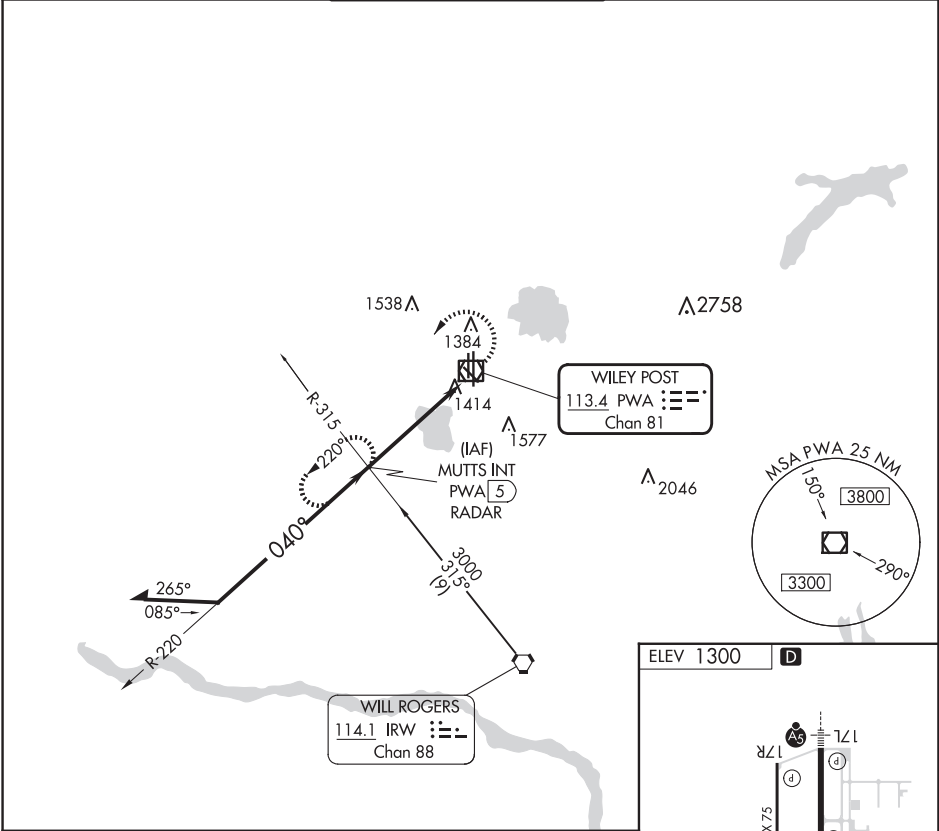 1538
2758
1384
WILEY POST
113.4 PWA
Chan 81
1414
1577
R-315
220°
(IAF)
MUTTS INT
PWA 5
RADAR
2046
MSA PWA 25 NM
150°
3800
290°
3300
040°
3000
315°
(9)
265°
085°
R-220
WILL ROGERS
114.1 IRW
Chan 88
ELEV 1300 D
A5
17R
17L
P
P
X 75